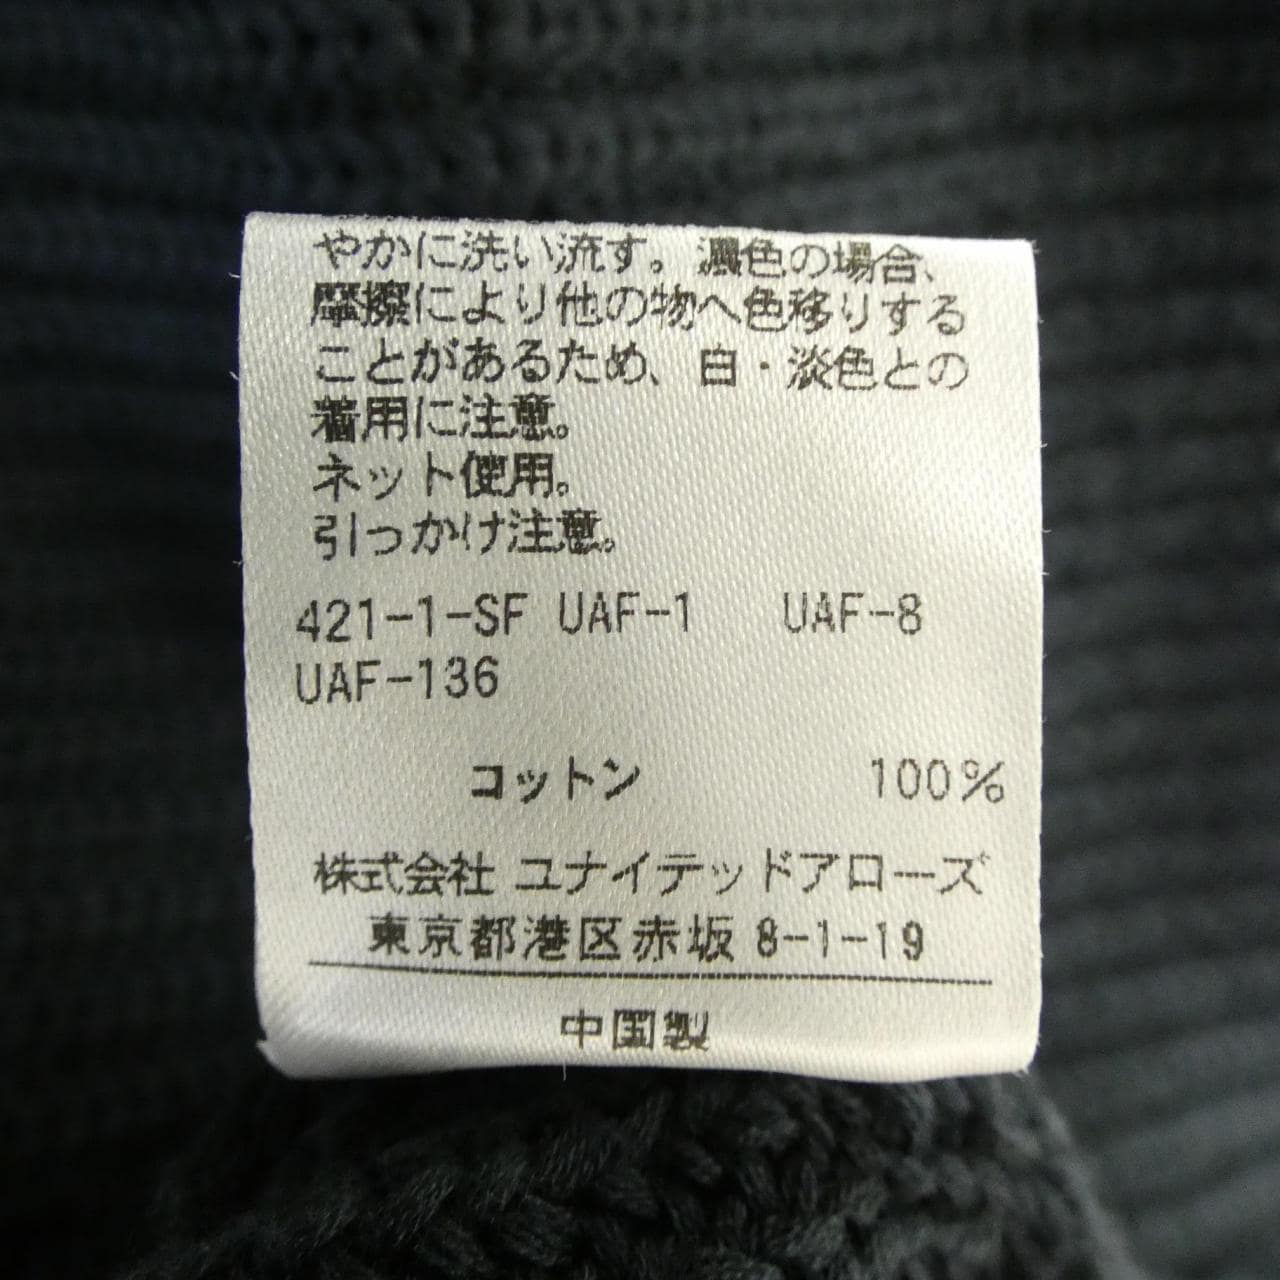 やかに洗い流す。濃色の場合、
摩擦により他の物へ色移りする
ことがあるため、白・淡色との
着用に注意。
ネット使用。
引っかけ注意。
421-1-SF UAF-1 UAF-8
UAF-136
コットン 100%
株式会社 ユナイテッドアローズ
東京都港区赤坂 8-1-19
中国製